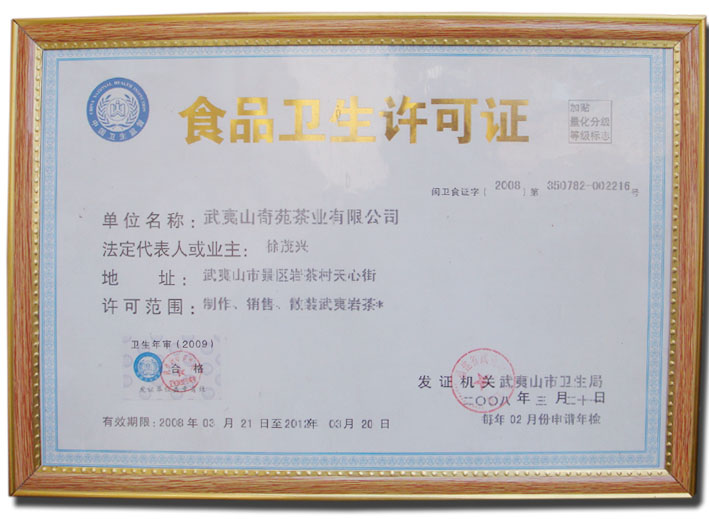 食品卫生许可证
加贴
量化分级
等级标志
闽卫食证字[2008]第350782-002216号
单位名称：武夷山奇苑茶业有限公司
法定代表人或业主：徐茂兴
地 址：武夷山市景区岩茶村天心街
许可范围：制作、销售、散装武夷岩茶*
卫生年审(2009)
合格
发证机关 武夷山市卫生局
二〇〇八年三月二十一日
每年02月份申请年检
有效期限：2008年03月21日至2012年03月20日